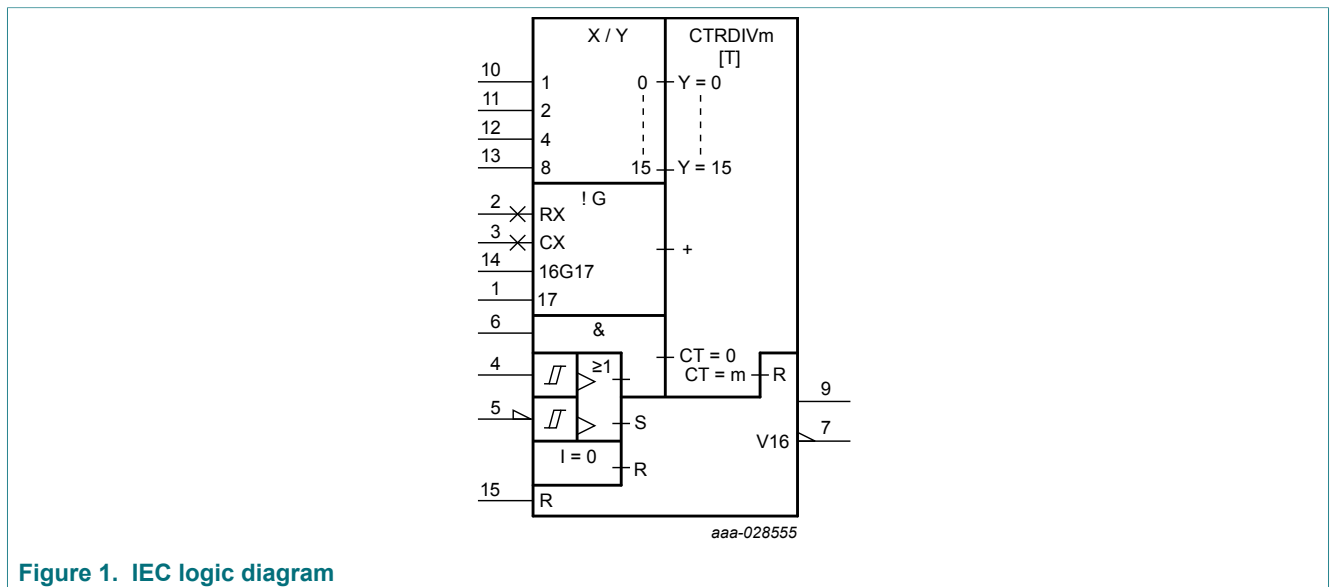 X / Y
CTRDIVm
[T]
10
1
0
Y = 0
11
2
12
4
13
8
15
Y = 15
! G
2
RX
3
CX
+
14
16G17
1
17
6
&
CT = 0
4
≥1
CT = m
R
9
5
S
7
V16
I = 0
R
15
R
aaa-028555
Figure 1. IEC logic diagram